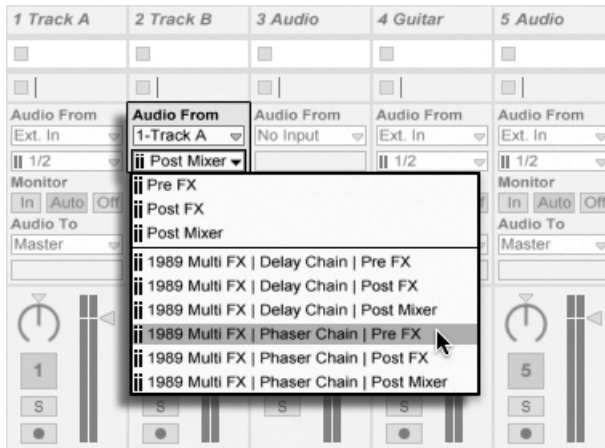 1 Track A 2 Track B 3 Audio 4 Guitar 5 Audio
Audio From Audio From Audio From Audio From Audio From
Ext. In 1-Track A No Input Ext. In Ext. In
1/2 Post Mixer 1/2 1/2
Monitor Monitor
In Auto Off Off In Auto Off
Audio To Audio To
Master Master
Pre FX
Post FX
Post Mixer
1989 Multi FX | Delay Chain | Pre FX
1989 Multi FX | Delay Chain | Post FX
1989 Multi FX | Delay Chain | Post Mixer
1989 Multi FX | Phaser Chain | Pre FX
1989 Multi FX | Phaser Chain | Post FX
1989 Multi FX | Phaser Chain | Post Mixer
1 5
S S S S S